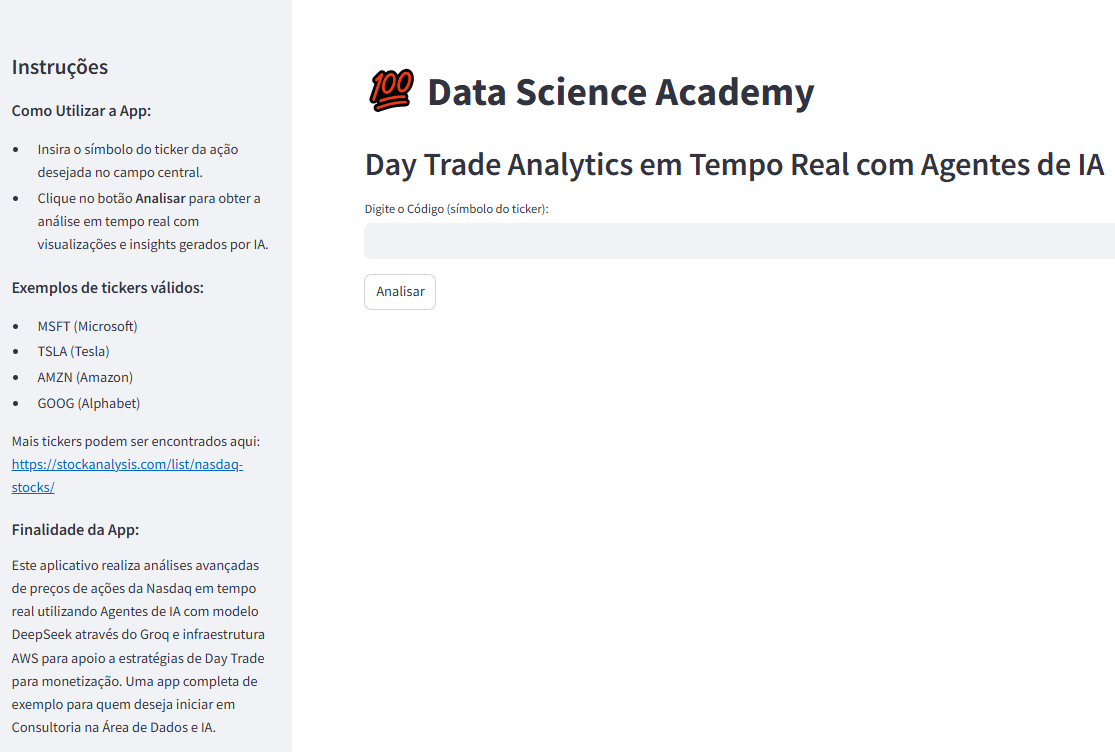 Instruções
Como Utilizar a App:
Insira o símbolo do ticker da ação
desejada no campo central.
Clique no botão Analisar para obter a
análise em tempo real com
visualizações e insights gerados por IA.
Exemplos de tickers válidos:
MSFT (Microsoft)
TSLA (Tesla)
AMZN (Amazon)
GOOG (Alphabet)
Mais tickers podem ser encontrados aqui:
https://stockanalysis.com/list/nasdaq-
stocks/
Finalidade da App:
Este aplicativo realiza análises avançadas
de preços de ações da Nasdaq em tempo
real utilizando Agentes de IA com modelo
DeepSeek através do Groq e infraestrutura
AWS para apoio a estratégias de Day Trade
para monetização. Uma app completa de
exemplo para quem deseja iniciar em
Consultoria na Área de Dados e IA.
💯 Data Science Academy
Day Trade Analytics em Tempo Real com Agentes de IA
Digite o Código (símbolo do ticker):
Analisar